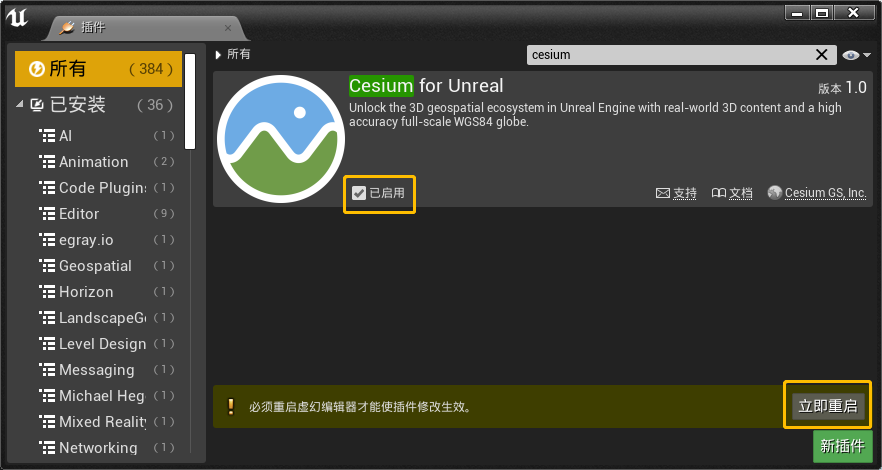 插件
所有 (384)
已安装 (36)
AI (1)
Animation (2)
Code Plugins (1)
Editor (9)
egray.io (1)
Geospatial (1)
Horizon (1)
LandscapeG (1)
Level Design (1)
Messaging (1)
Michael Heg (1)
Mixed Reality (1)
Networking (1)
所有
cesium
Cesium for Unreal
版本 1.0
Unlock the 3D geospatial ecosystem in Unreal Engine with real-world 3D content and a high
accuracy full-scale WGS84 globe.
已启用
支持
文档
Cesium GS, Inc.
必须重启虚幻编辑器才能使插件修改生效。
立即重启
新插件